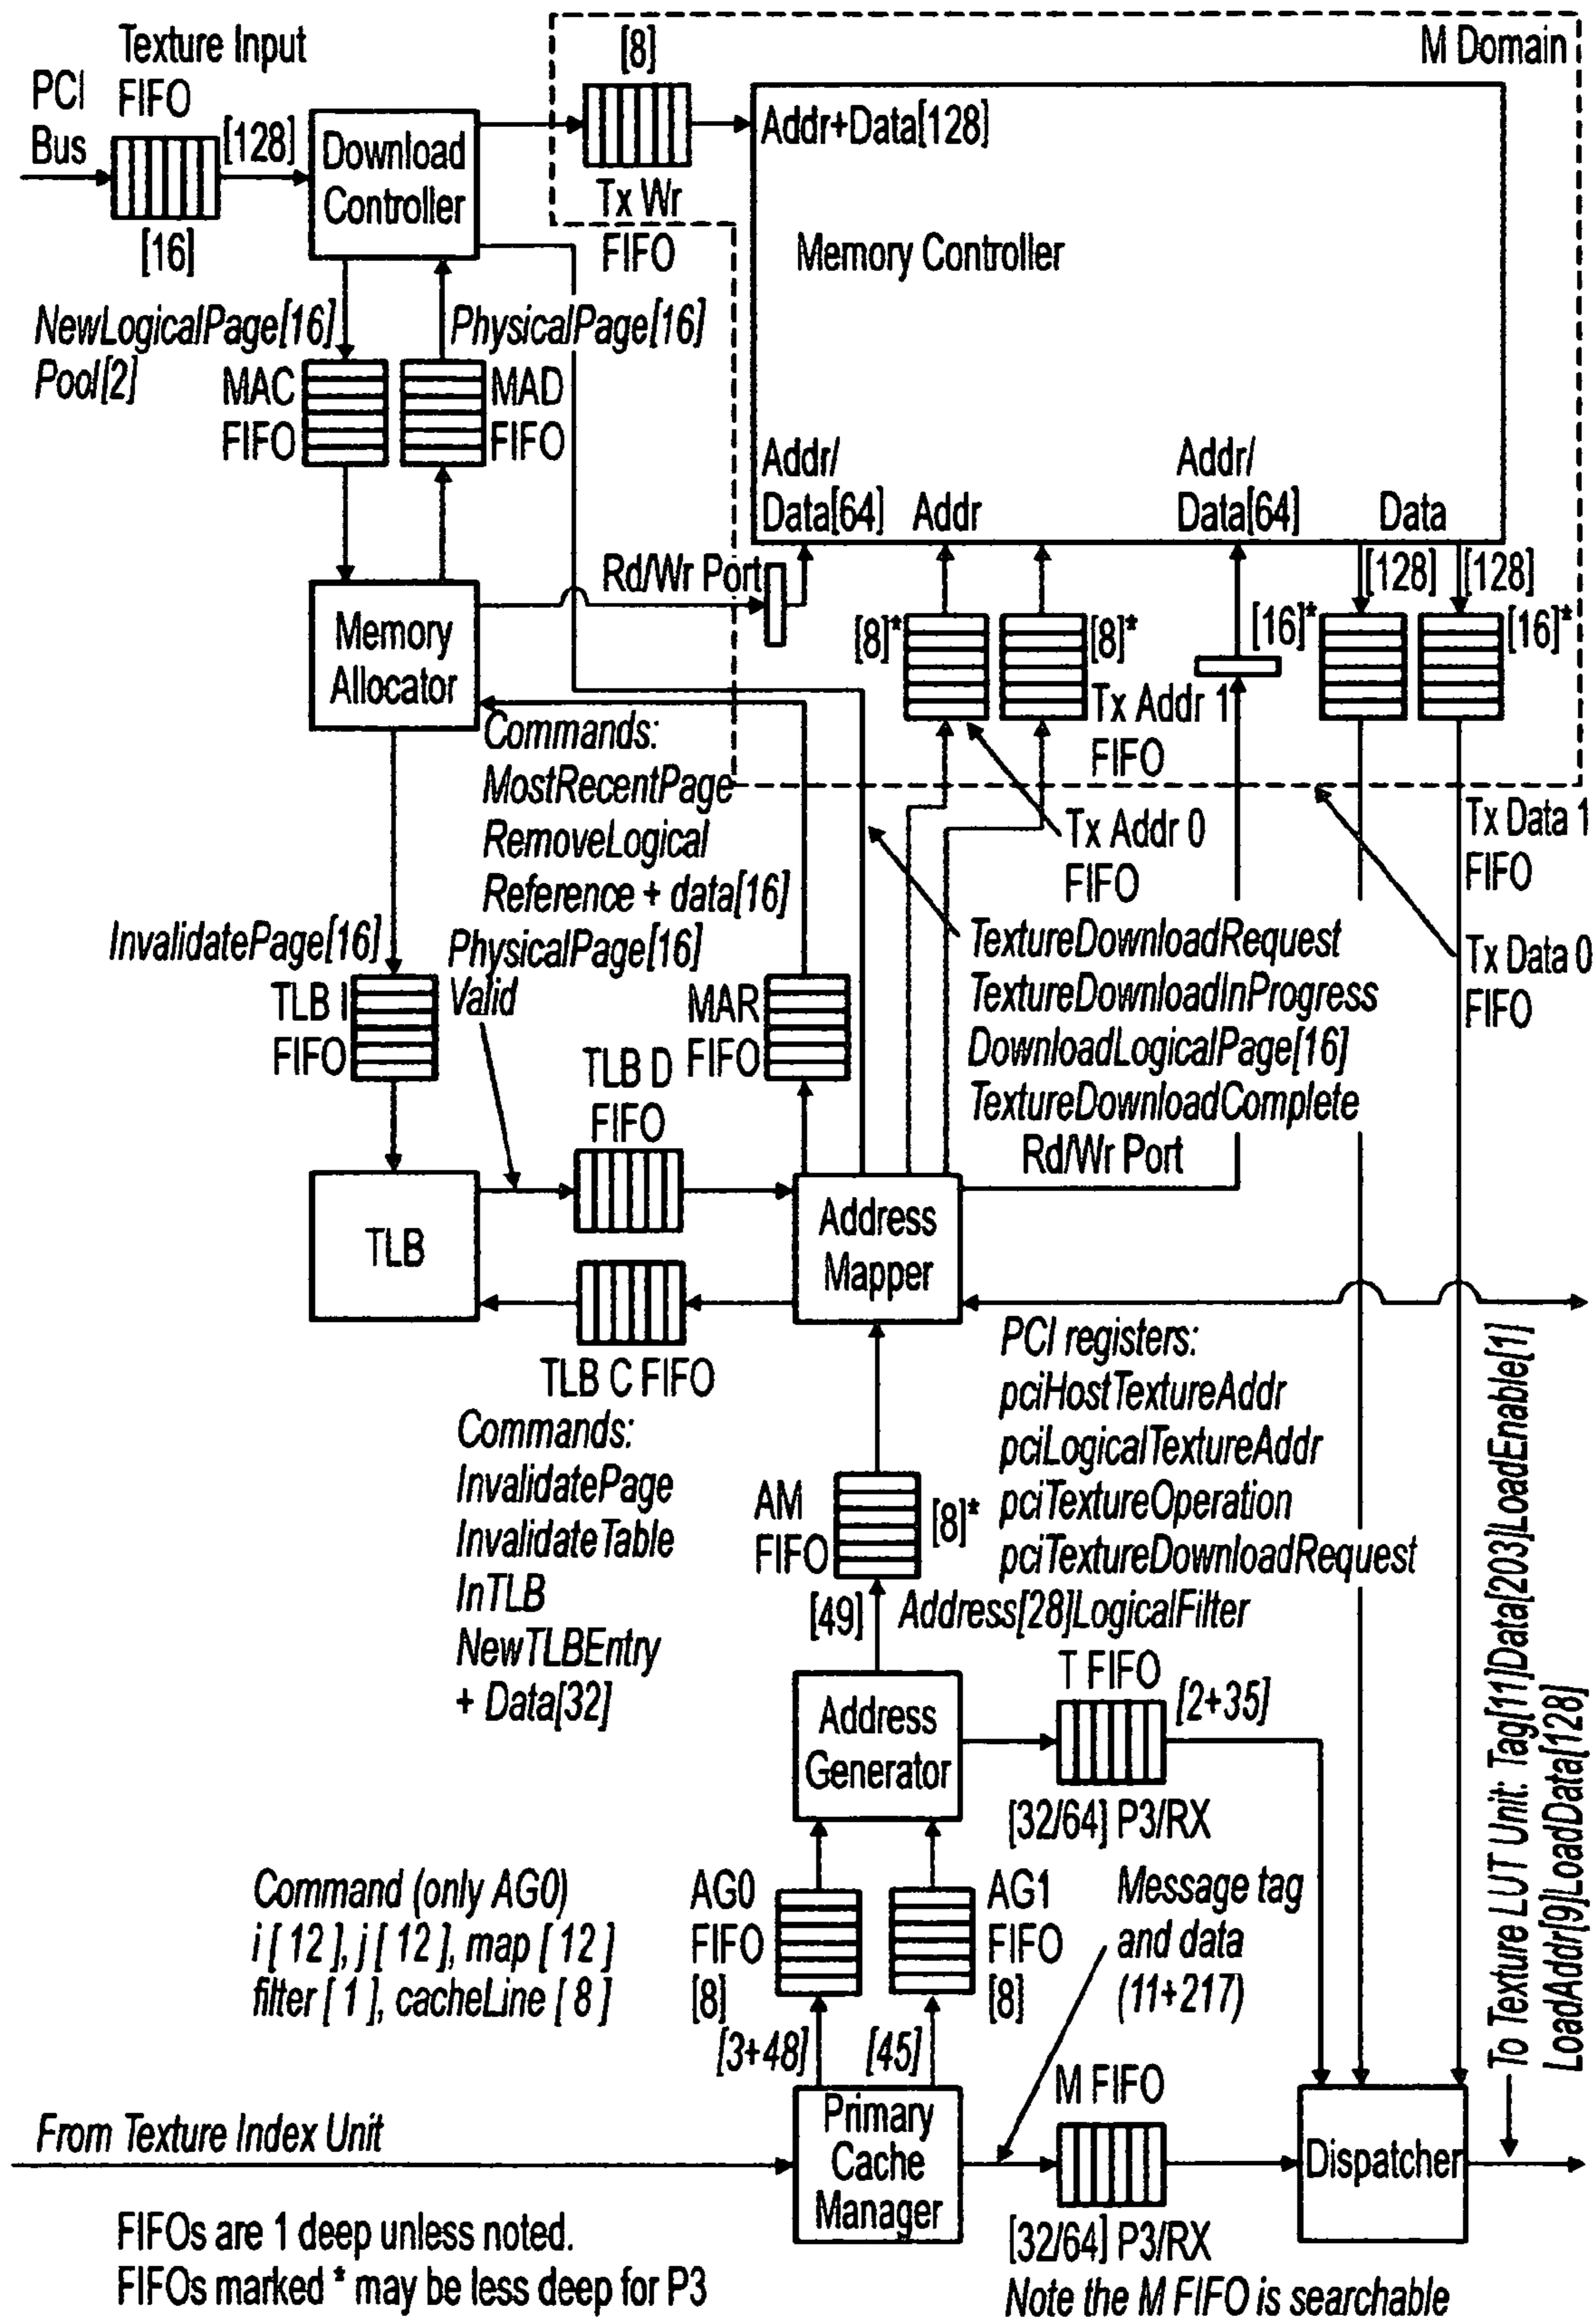 M Domain
Texture Input
FIFO
PCI
Bus
[128]
[16]
Download
Controller
[8]
Tx Wr
FIFO
Addr+Data[128]
Memory Controller
NewLogicalPage[16]
Pool[2]
PhysicalPage[16]
MAC
FIFO
MAD
FIFO
Addr/
Data[64]
Addr
Addr/
Data[64]
Data
Rd/Wr Port
[128]
[128]
Memory
Allocator
[8]*
[8]*
[16]*
[16]*
Tx Addr 1
FIFO
Commands:
MostRecentPage
RemoveLogical
Reference + data[16]
Tx Addr 0
FIFO
Tx Data 1
FIFO
InvalidatePage[16]
PhysicalPage[16]
Valid
TextureDownloadRequest
TextureDownloadInProgress
DownloadLogicalPage[16]
TextureDownloadComplete
Tx Data 0
FIFO
TLB I
FIFO
MAR
FIFO
TLB D
FIFO
Rd/Wr Port
TLB
Address
Mapper
TLB C FIFO
Commands:
InvalidatePage
InvalidateTable
InTLB
NewTLBEntry
+ Data[32]
PCI registers:
pciHostTextureAddr
pciLogicalTextureAddr
pciTextureOperation
pciTextureDownloadRequest
AM
FIFO
[8]*
[49]
Address[28]LogicalFilter
T FIFO
[2+35]
Address
Generator
[32/64] P3/RX
To Texture LUT Unit: Tag[11]Data[203]LoadEnable[1]
LoadAddr[9]LoadData[128]
Command (only AG0)
i [ 12 ], j [ 12 ], map [ 12 ]
filter [ 1 ], cacheLine [ 8 ]
AG0
FIFO
[8]
AG1
FIFO
[8]
Message tag
and data
(11+217)
[3+48]
[45]
M FIFO
From Texture Index Unit
Primary
Cache
Manager
Dispatcher
[32/64] P3/RX
FIFOs are 1 deep unless noted.
FIFOs marked * may be less deep for P3
Note the M FIFO is searchable